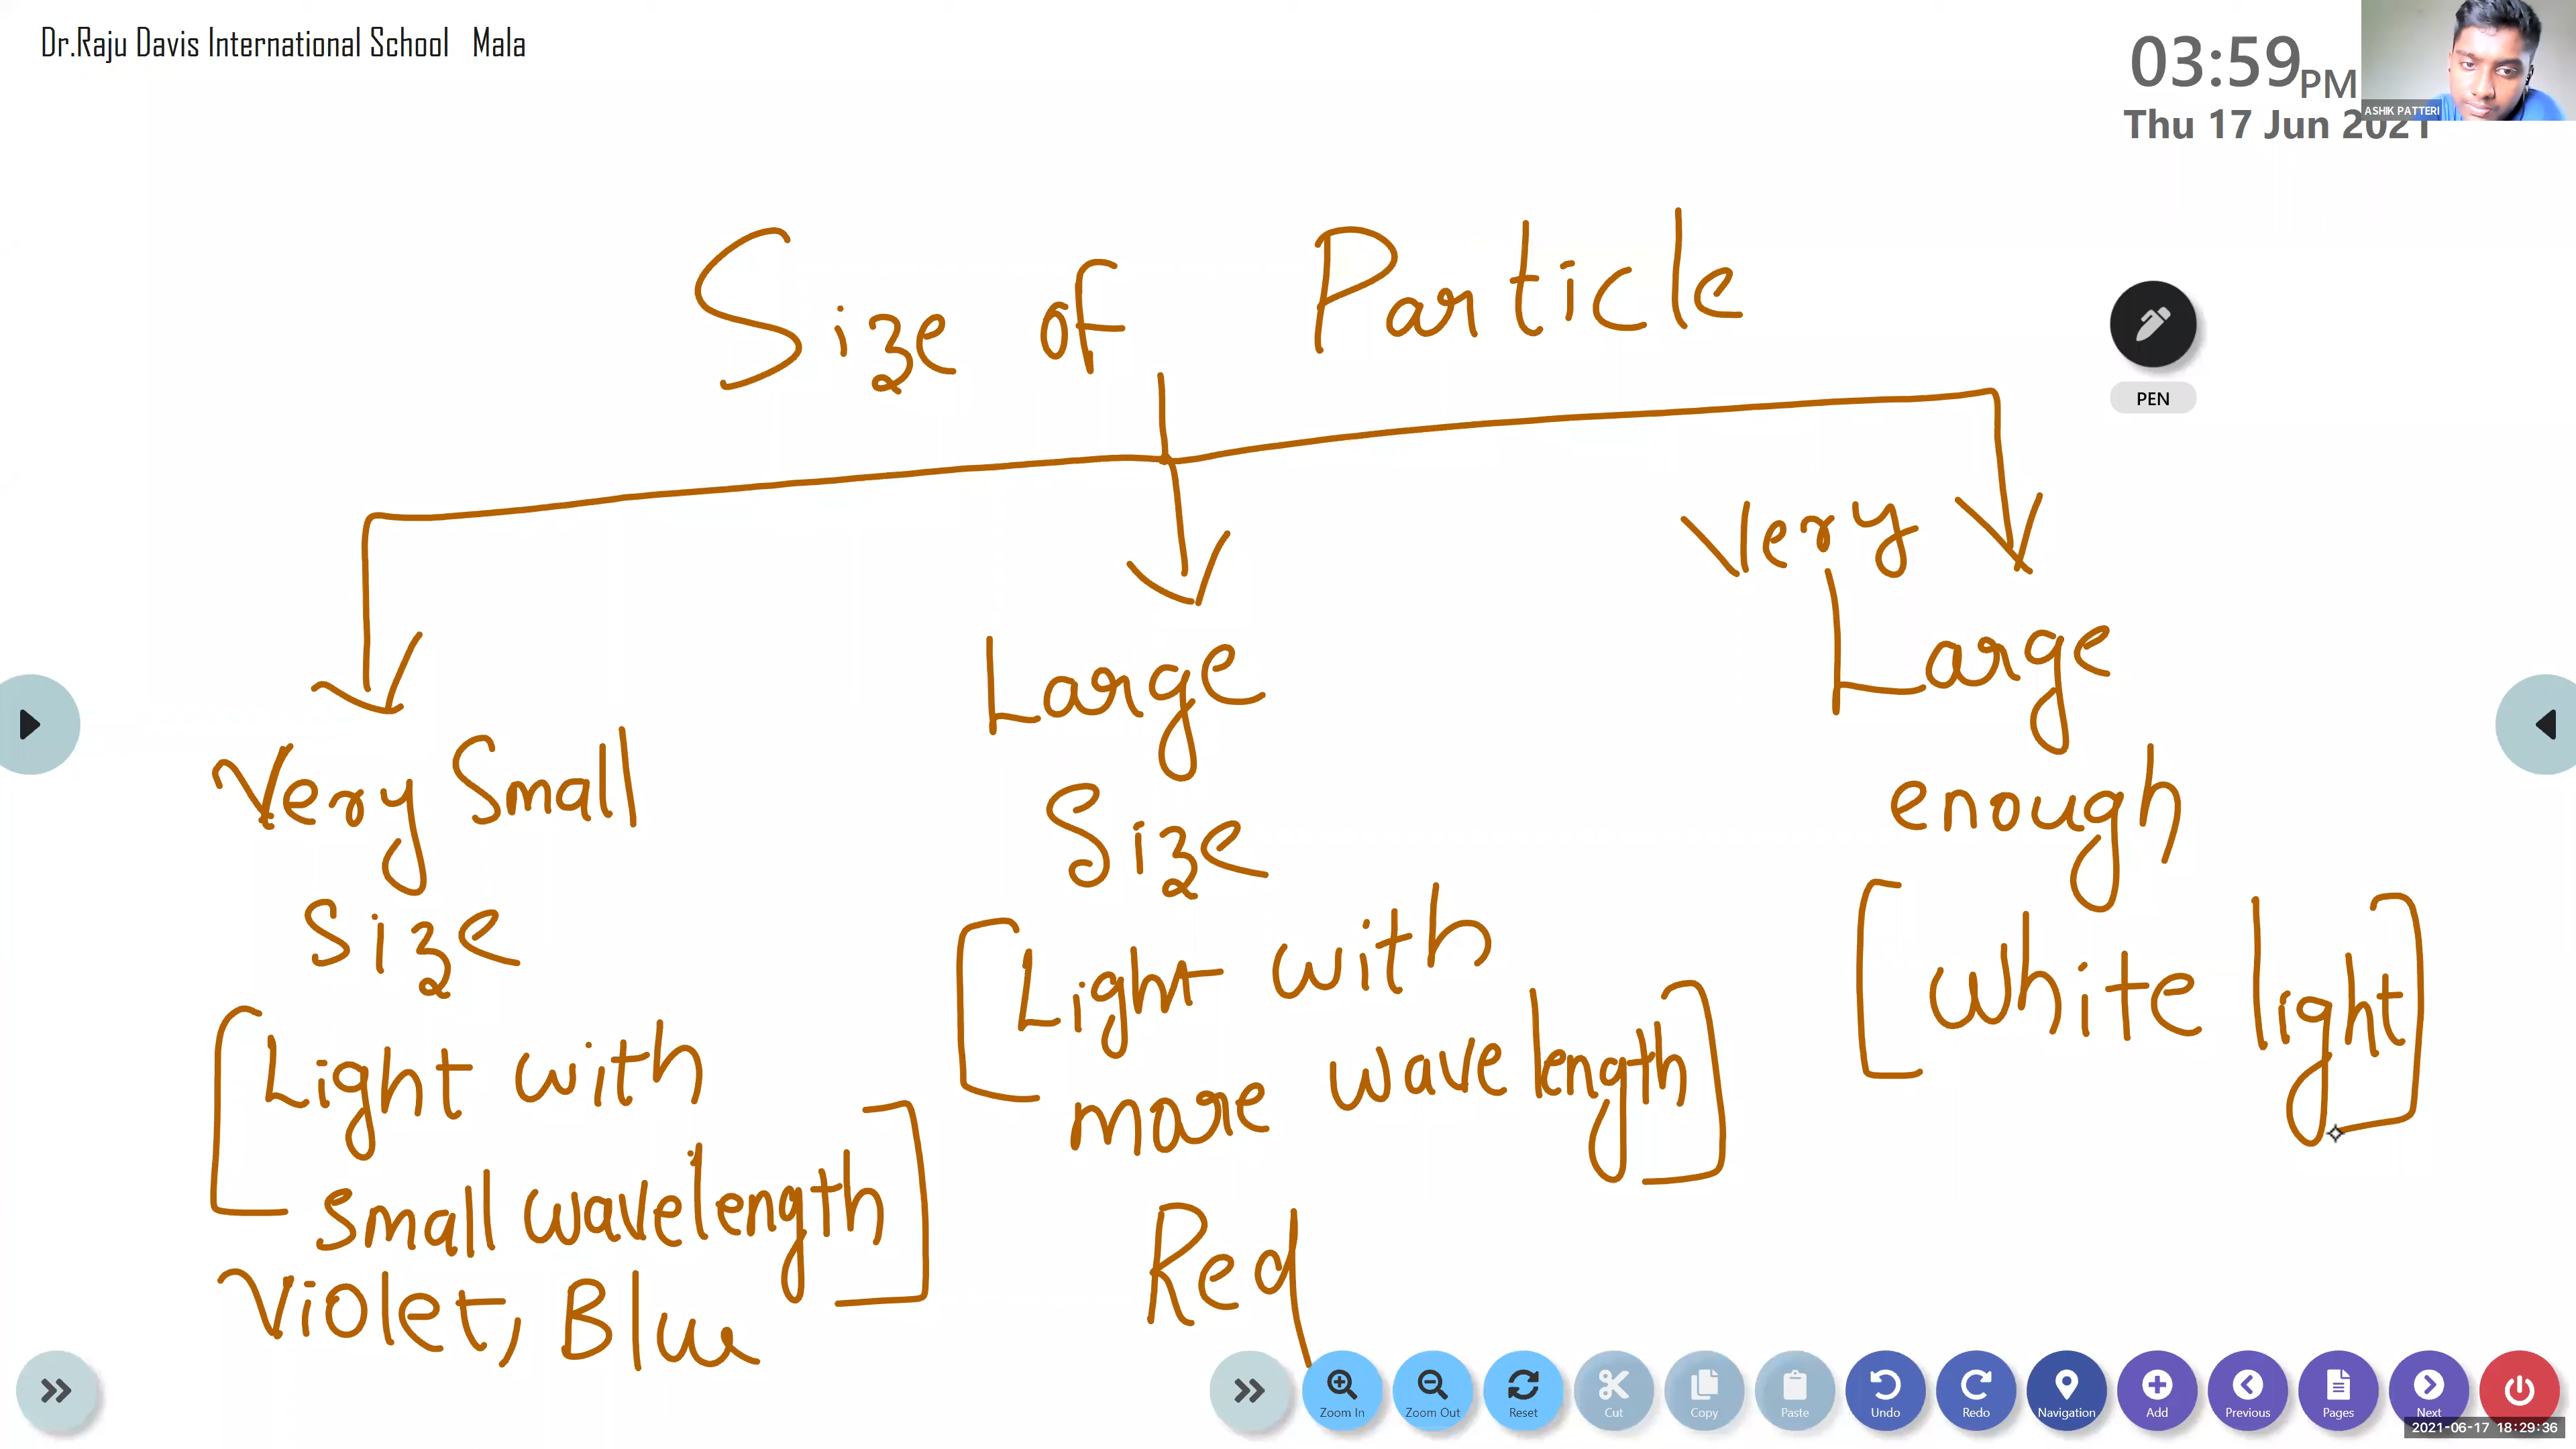 Dr.Raju Davis International School Mala
03:59 PM
Thu 17 Jun 2021
ASHIK PATTERI
Size of Particle
PEN
Very Small
Size
[Light with
small wavelength]
Violet, Blue
Large
Size
[Light with
more wave length]
Red
Very
Large
enough
[white light]
Zoom In
Zoom Out
Reset
Cut
Copy
Paste
Undo
Redo
Navigation
Add
Previous
Pages
Next
2021-06-17 18:29:36